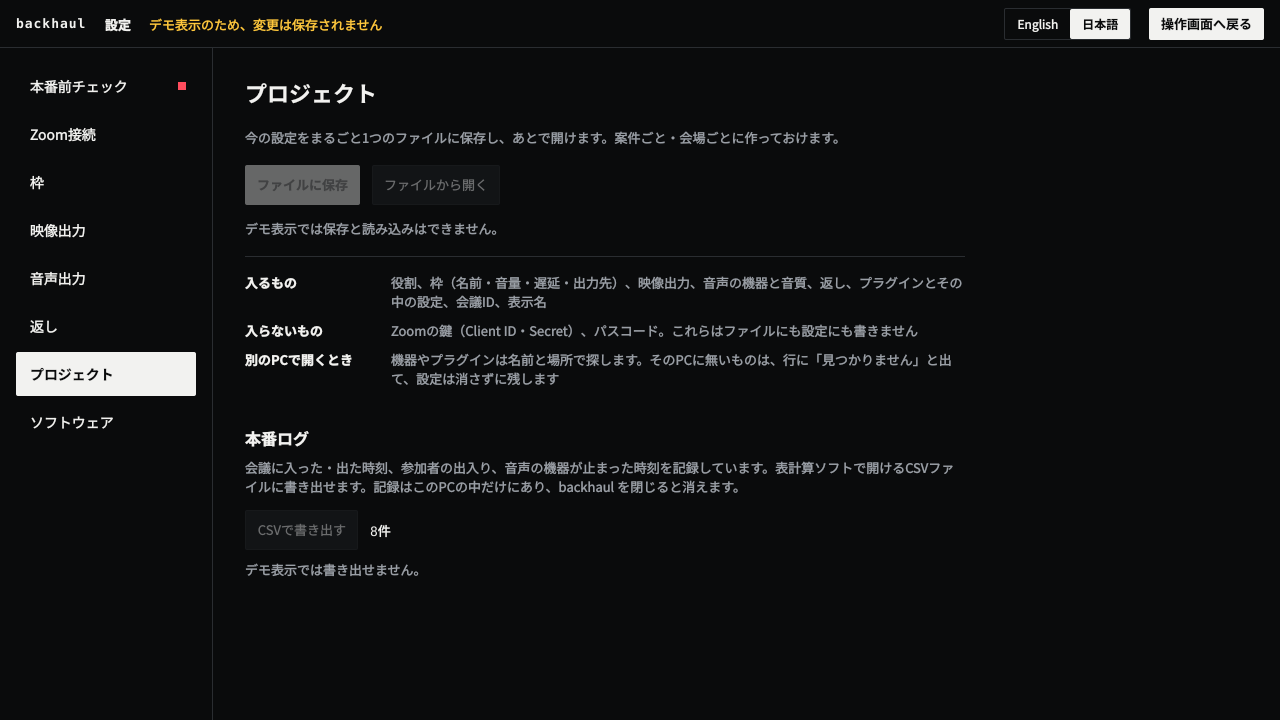 backhaul 設定 デモ表示のため、変更は保存されません English 日本語 操作画面へ戻る
本番前チェック
Zoom接続
枠
映像出力
音声出力
返し
プロジェクト
ソフトウェア
プロジェクト
今の設定をまるごと1つのファイルに保存し、あとで開けます。案件ごと・会場ごとに作っておけます。
ファイルに保存 ファイルから開く
デモ表示では保存と読み込みはできません。
入るもの 役割、枠（名前・音量・遅延・出力先）、映像出力、音声の機器と音質、返し、プラグインとその
中の設定、会議ID、表示名
入らないもの Zoomの鍵（Client ID・Secret）、パスコード。これらはファイルにも設定にも書きません
別のPCで開くとき 機器やプラグインは名前と場所で探します。そのPCに無いものは、行に「見つかりません」と出
て、設定は消さずに残します
本番ログ
会議に入った・出た時刻、参加者の出入り、音声の機器が止まった時刻を記録しています。表計算ソフトで開けるCSVファ
イルに書き出せます。記録はこのPCの中だけにあり、backhaul を閉じると消えます。
CSVで書き出す 8件
デモ表示では書き出せません。